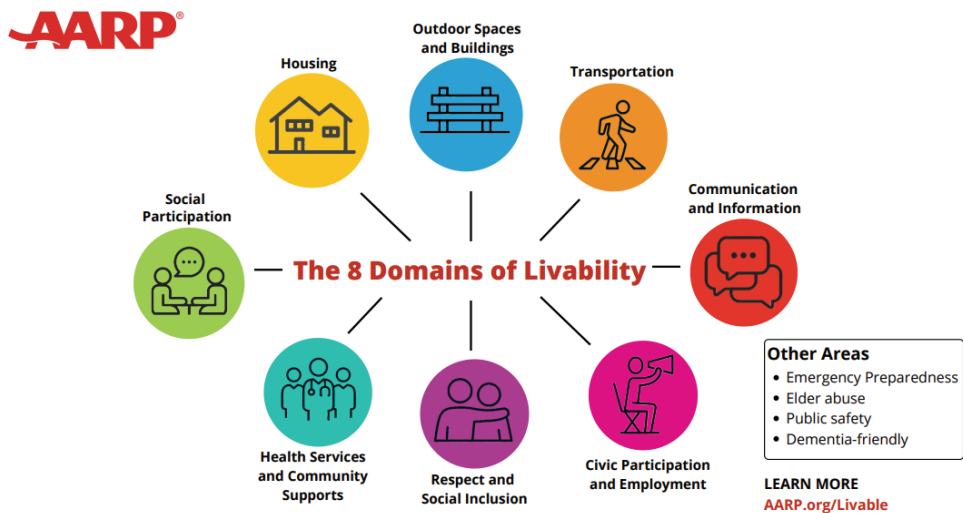 AARP®
Outdoor Spaces
and Buildings
Housing
Transportation
Social
Participation
Communication
and Information
The 8 Domains of Livability
Health Services
and Community
Supports
Respect and
Social Inclusion
Civic Participation
and Employment
Other Areas
• Emergency Preparedness
• Elder abuse
• Public safety
• Dementia-friendly
LEARN MORE
AARP.org/Livable